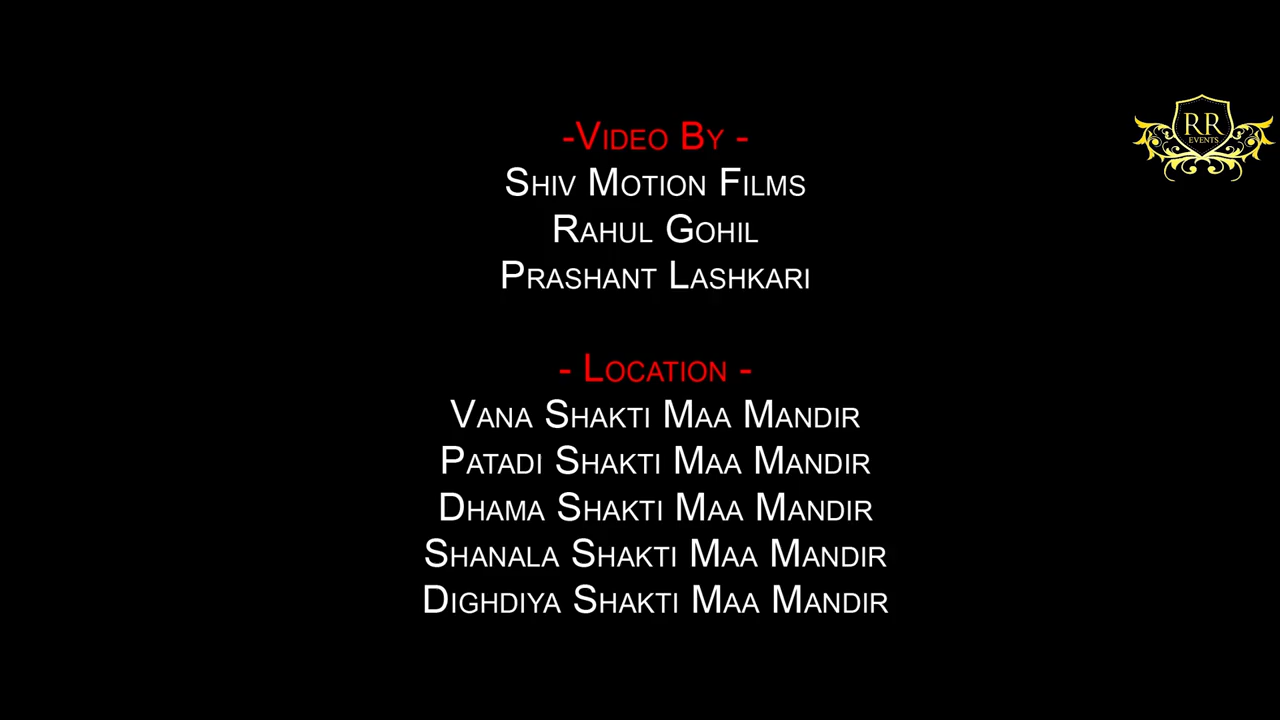 -Video By -
Shiv Motion Films
Rahul Gohil
Prashant Lashkari
- Location -
Vana Shakti Maa Mandir
Patadi Shakti Maa Mandir
Dhama Shakti Maa Mandir
Shanala Shakti Maa Mandir
Dighdiya Shakti Maa Mandir
RR
EVENTS